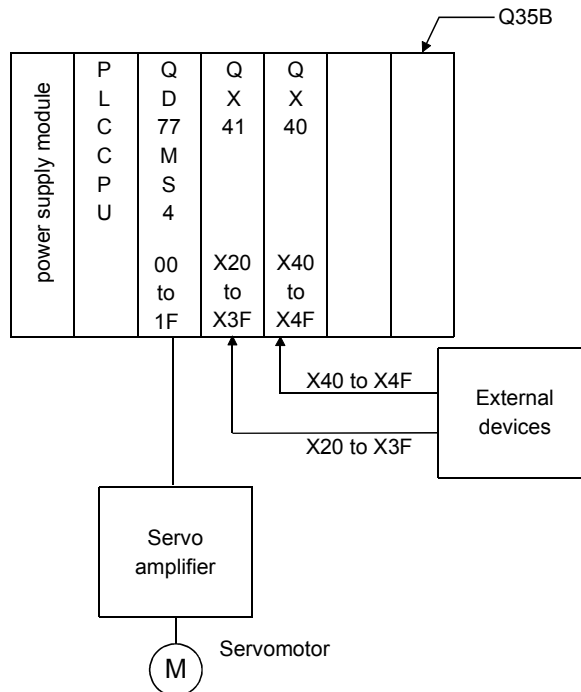 Q35B
power supply module
P
L
C
C
P
U
Q
D
77
M
S
4
00
to
1F
Q
X
41
X20
to
X3F
Q
X
40
X40
to
X4F
X40 to X4F
X20 to X3F
External
devices
Servo
amplifier
Servomotor
M